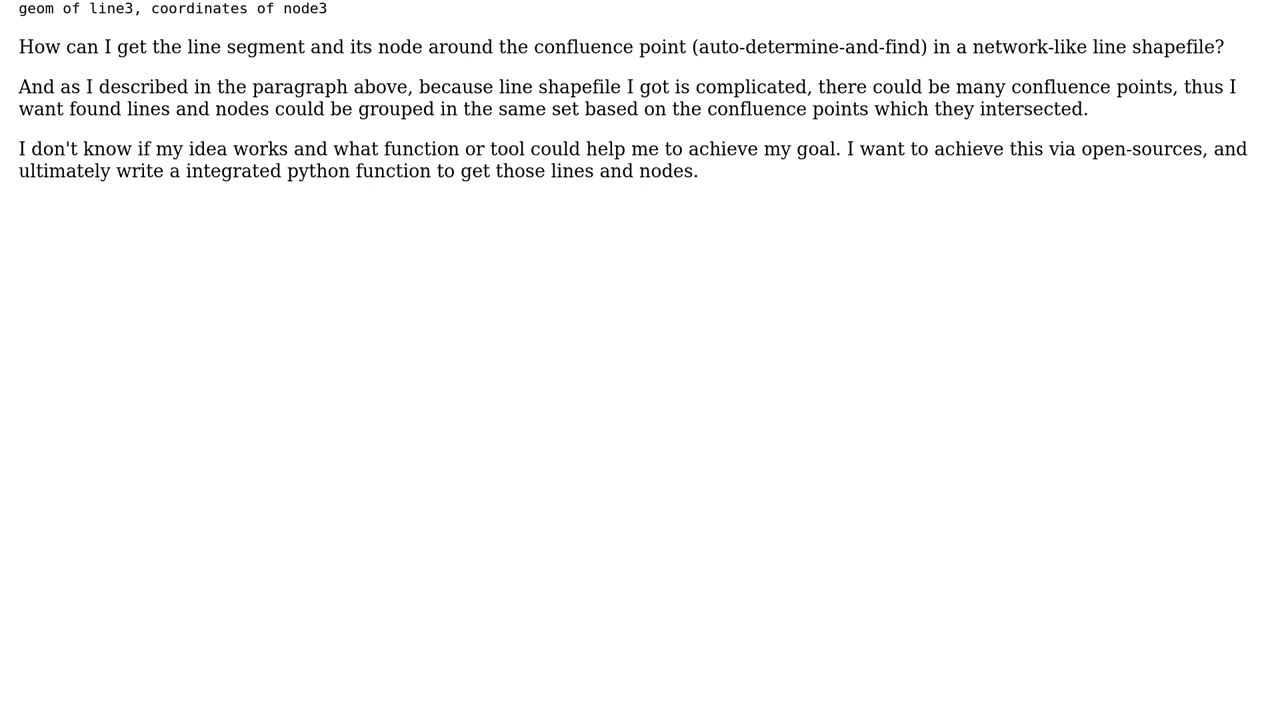 geom of line3, coordinates of node3
How can I get the line segment and its node around the confluence point (auto-determine-and-find) in a network-like line shapefile?
And as I described in the paragraph above, because line shapefile I got is complicated, there could be many confluence points, thus I
want found lines and nodes could be grouped in the same set based on the confluence points which they intersected.
I don't know if my idea works and what function or tool could help me to achieve my goal. I want to achieve this via open-sources, and
ultimately write a integrated python function to get those lines and nodes.